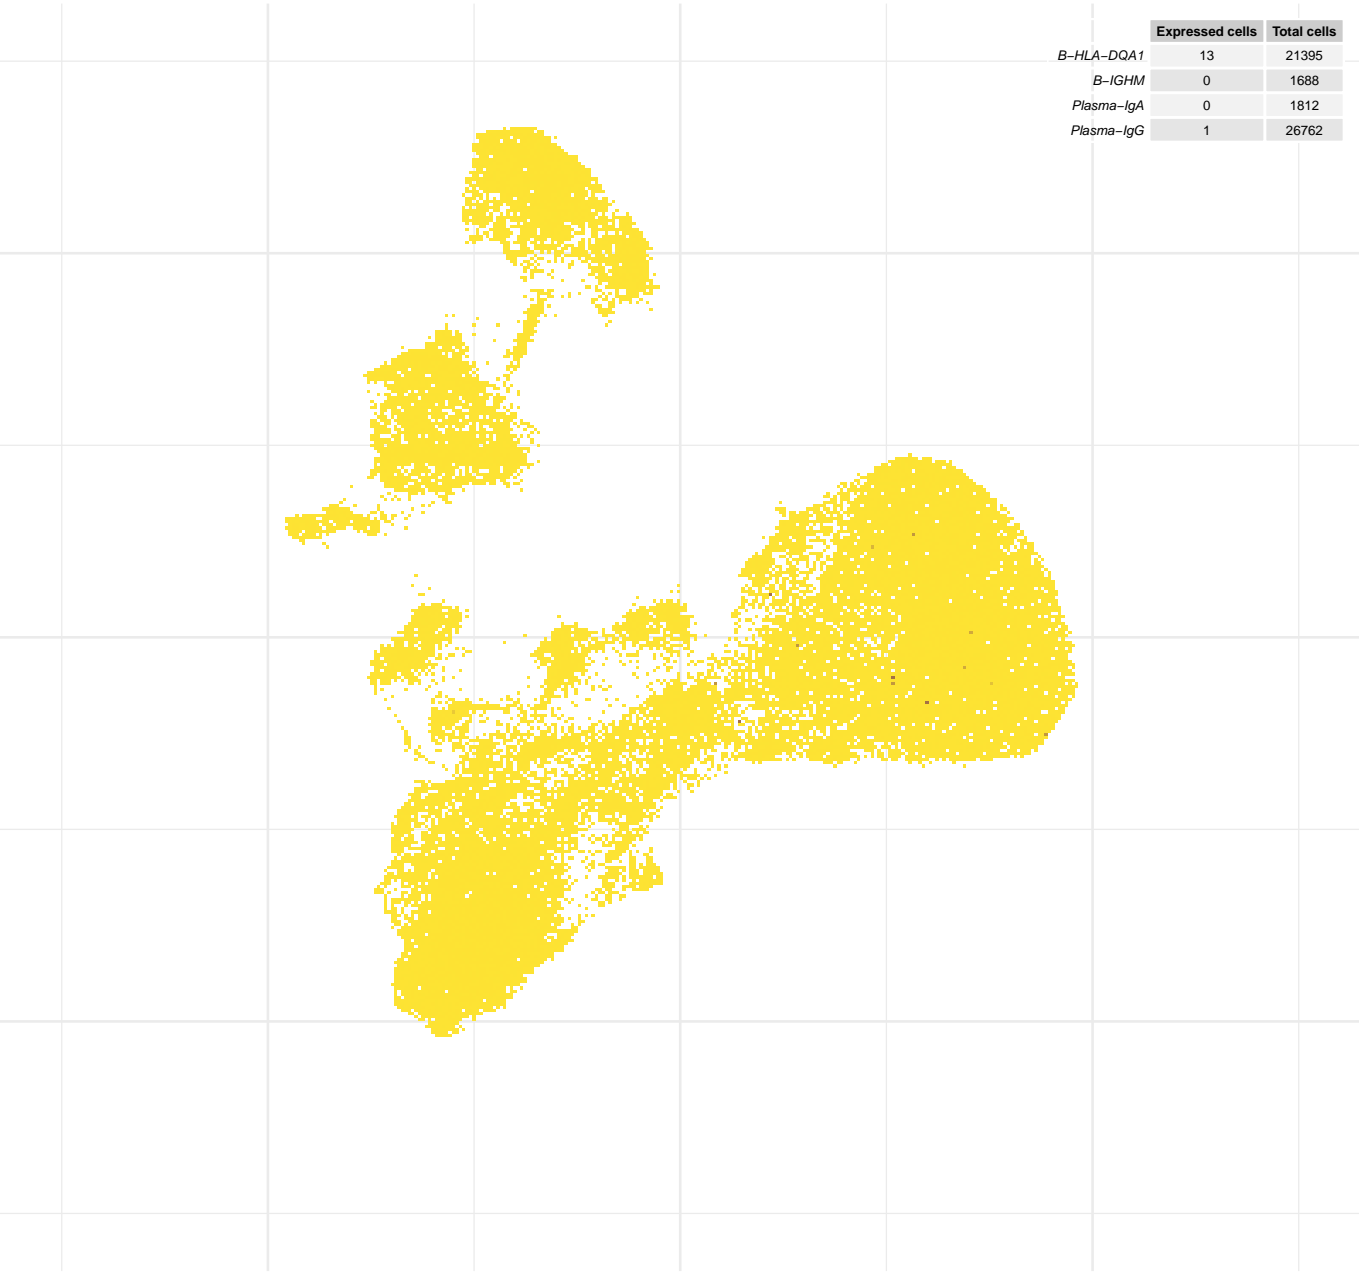 Expressed cells Total cells
B−HLA−DQA1 13 21395
B−IGHM 0 1688
Plasma−IgA 0 1812
Plasma−IgG 1 26762